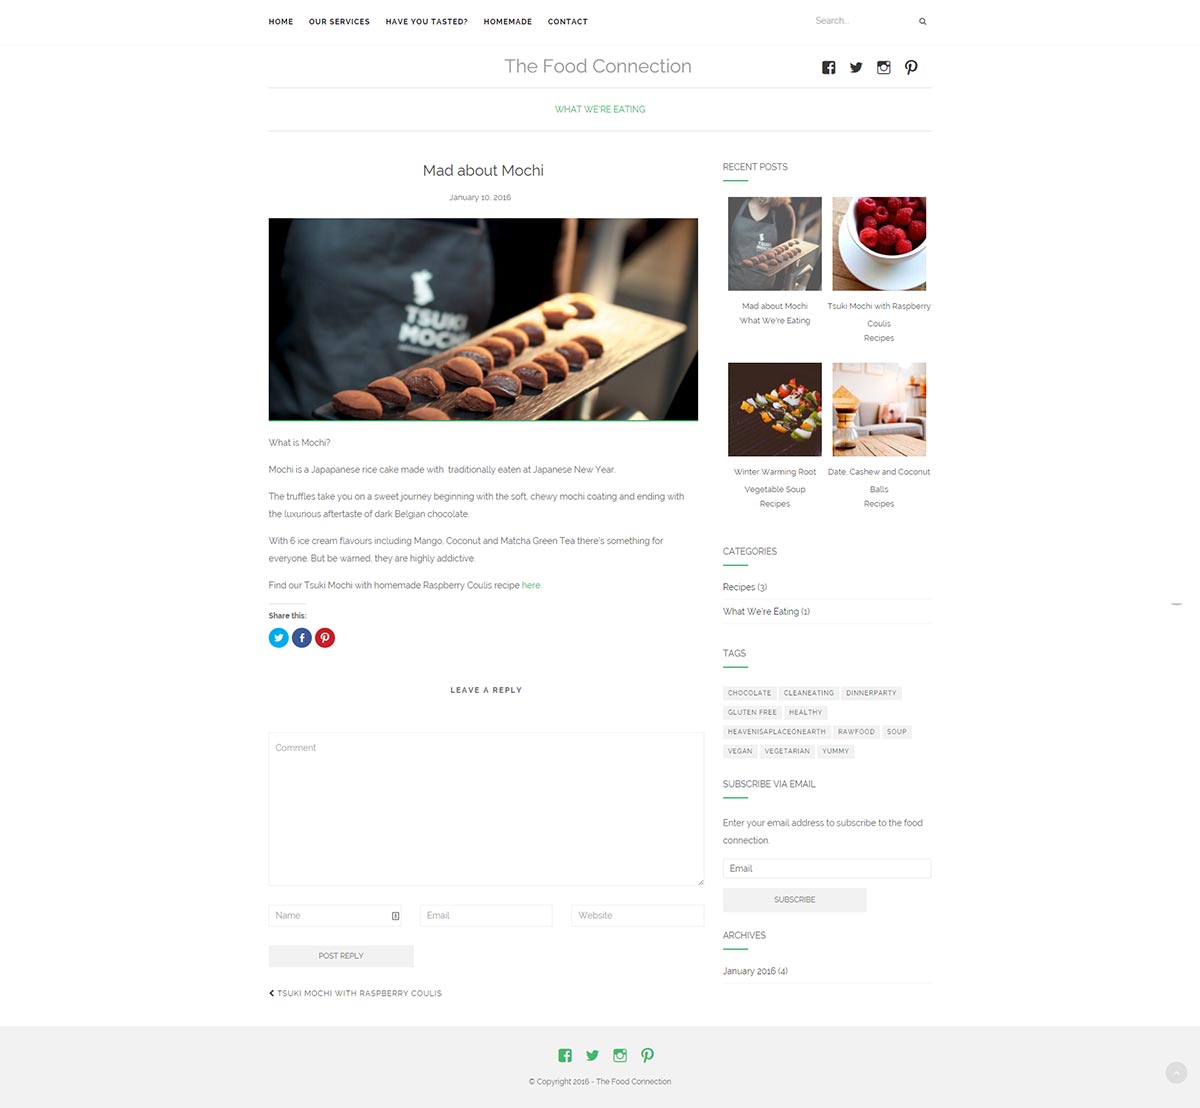 HOME OUR SERVICES HAVE YOU TASTED? HOMEMADE CONTACT Search...
The Food Connection
WHAT WE'RE EATING
Mad about Mochi
January 10, 2016
TSUKI
MOCHI
What is Mochi?
Mochi is a Japapanese rice cake made with traditionally eaten at Japanese New Year.
The truffles take you on a sweet journey beginning with the soft, chewy mochi coating and ending with
the luxurious aftertaste of dark Belgian chocolate.
With 6 ice cream flavours including Mango, Coconut and Matcha Green Tea there's something for
everyone. But be warned, they are highly addictive.
Find our Tsuki Mochi with homemade Raspberry Coulis recipe here.
Share this:
LEAVE A REPLY
Comment
Name Email Website
POST REPLY
TSUKI MOCHI WITH RASPBERRY COULIS
RECENT POSTS
TSUKI
MOCHI
Mad about Mochi
What We're Eating
Tsuki Mochi with Raspberry
Coulis
Recipes
Winter Warming Root
Vegetable Soup
Recipes
Date, Cashew and Coconut
Balls
Recipes
CATEGORIES
Recipes (3)
What We're Eating (1)
TAGS
CHOCOLATE CLEANEATING DINNERPARTY
GLUTEN FREE HEALTHY
HEAVENISAPLACEONEARTH RAWFOOD SOUP
VEGAN VEGETARIAN YUMMY
SUBSCRIBE VIA EMAIL
Enter your email address to subscribe to the food
connection.
Email
SUBSCRIBE
ARCHIVES
January 2016 (4)
© Copyright 2016 - The Food Connection